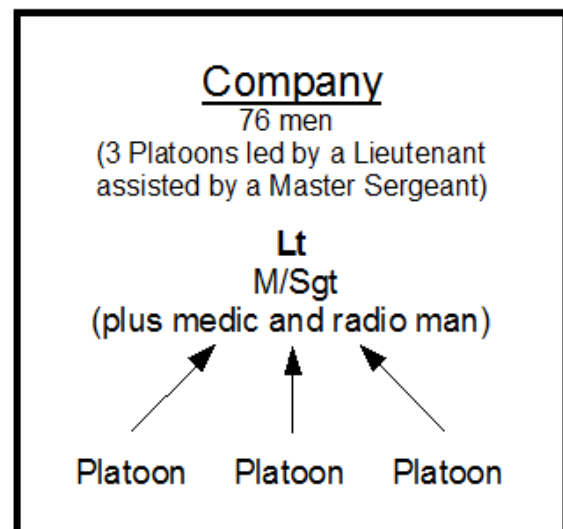 Company
76 men
(3 Platoons led by a Lieutenant
assisted by a Master Sergeant)
Lt
M/Sgt
(plus medic and radio man)
Platoon Platoon Platoon